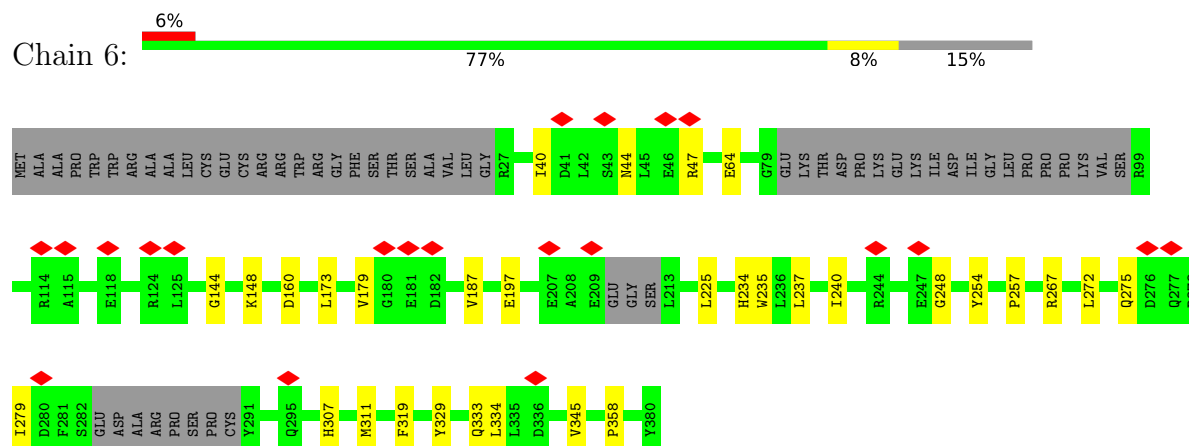 6%
Chain 6:
77% 8% 15%
MET ALA ALA PRO TRP TRP ARG ALA ALA LEU CYS GLU CYS ARG ARG TRP ARG GLY PHE SER THR SER ALA VAL LEU GLY R27 I40 D41 L42 S43 N44 L45 E46 R47 E64 G79 GLU LYS THR ASP PRO LYS GLU LYS ILE ASP ILE GLY LEU PRO PRO PRO LYS VAL SER R99
R114 A115 E118 R124 L125 G144 K148 D160 L173 V179 G180 E181 D182 V187 E197 E207 A208 E209 GLU GLY SER L213 L225 H234 W235 L236 L237 I240 R244 E247 G248 Y254 P257 R267 L272 Q275 D276 Q277
I279 D280 F281 S282 GLU ASP ALA ARG PRO SER PRO CYS Y291 Q295 H307 M311 F319 Y329 Q333 L334 L335 D336 V345 P358 Y380